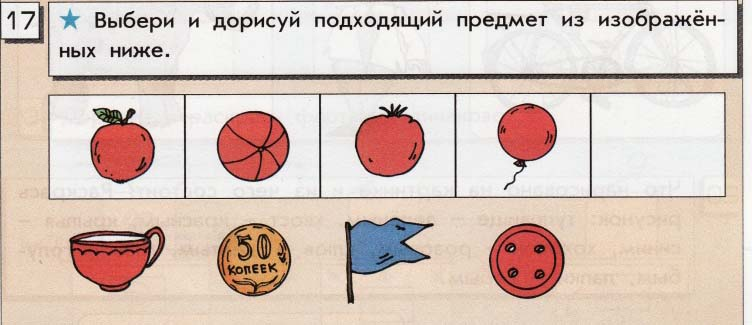 17
★ Выбери и дорисуй подходящий предмет из изображён-
ных ниже.
50
КОПЕЕК